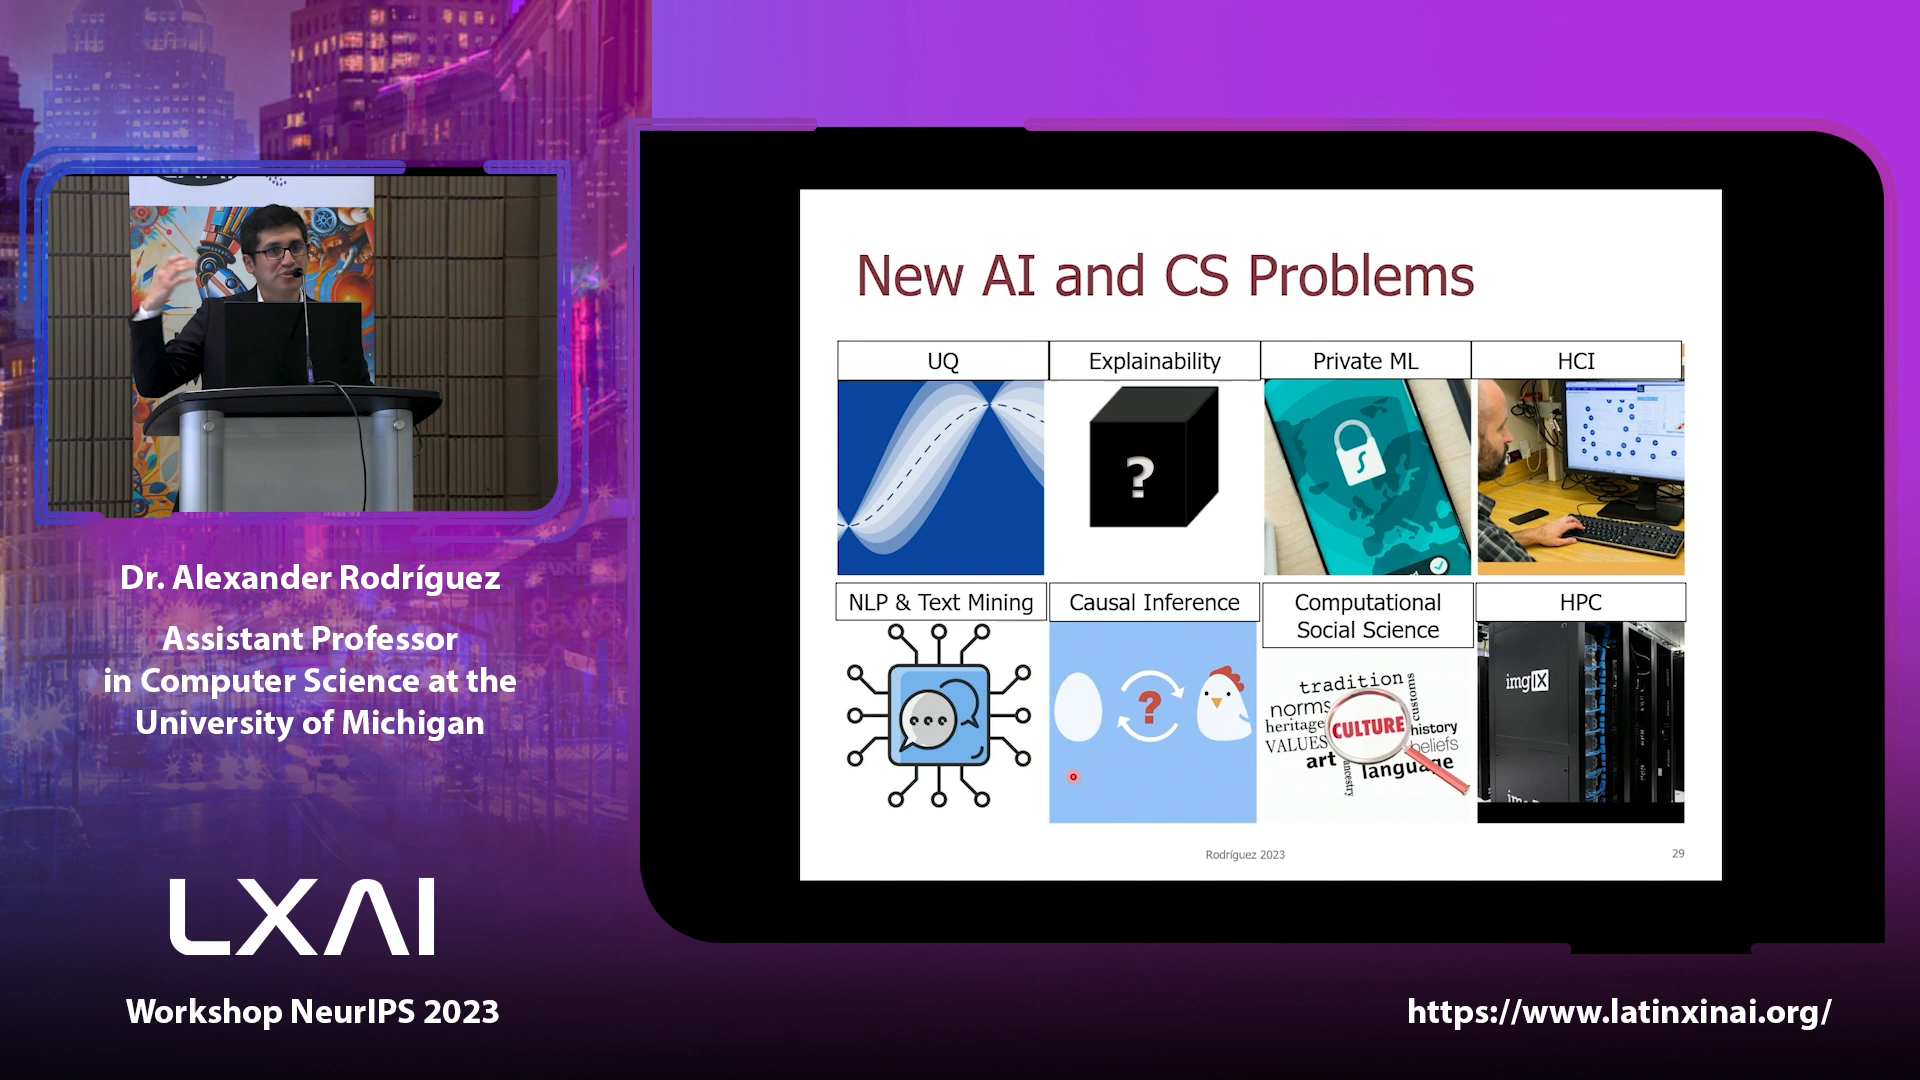 Dr. Alexander Rodríguez
Assistant Professor
in Computer Science at the
University of Michigan
LXAI
Workshop NeurIPS 2023
New AI and CS Problems
UQ
Explainability
Private ML
HCI
?
NLP & Text Mining
Causal Inference
Computational
Social Science
HPC
?
tradition
customs
norms
heritage
CULTURE
history
VALUES
beliefs
art
language
ancestry
imgIX
Rodríguez 2023
29
https://www.latinxinai.org/